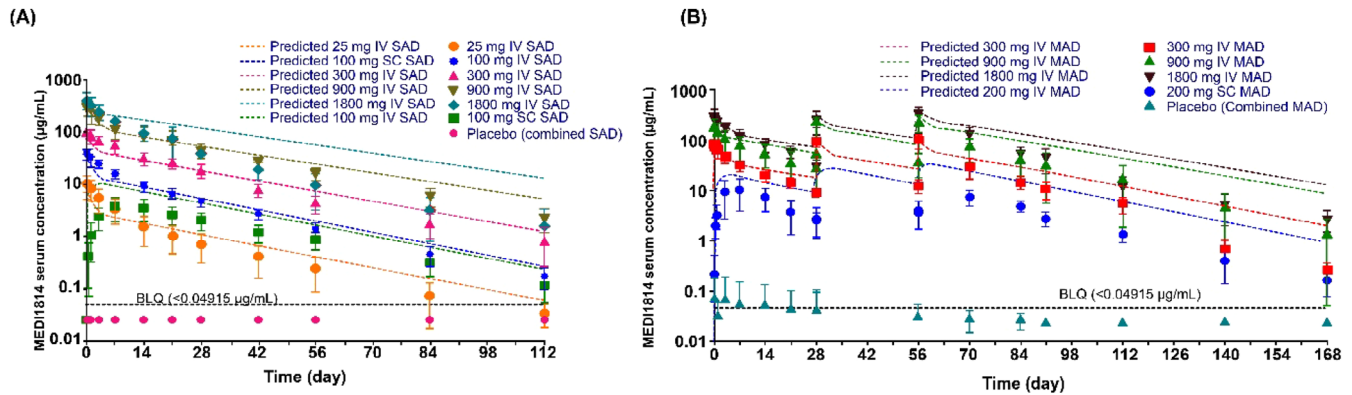 (A)
Predicted 25 mg IV SAD
Predicted 100 mg SC SAD
Predicted 300 mg IV SAD
Predicted 900 mg IV SAD
Predicted 1800 mg IV SAD
Predicted 100 mg IV SAD
25 mg IV SAD
100 mg IV SAD
300 mg IV SAD
900 mg IV SAD
1800 mg IV SAD
100 mg SC SAD
Placebo (combined SAD)
MEDI1814 serum concentration (µg/mL)
1000
100
10
1
0.1
0.01
BLQ (<0.04915 µg/mL)
0 14 28 42 56 70 84 98 112
Time (day)
(B)
Predicted 300 mg IV MAD
Predicted 900 mg IV MAD
Predicted 1800 mg IV MAD
Predicted 200 mg IV MAD
300 mg IV MAD
900 mg IV MAD
1800 mg IV MAD
200 mg SC MAD
Placebo (Combined MAD)
MEDI1814 serum concentration (µg/mL)
1000
100
10
1
0.1
0.01
BLQ (<0.04915 µg/mL)
0 14 28 42 56 70 84 98 112 126 140 154 168
Time (day)